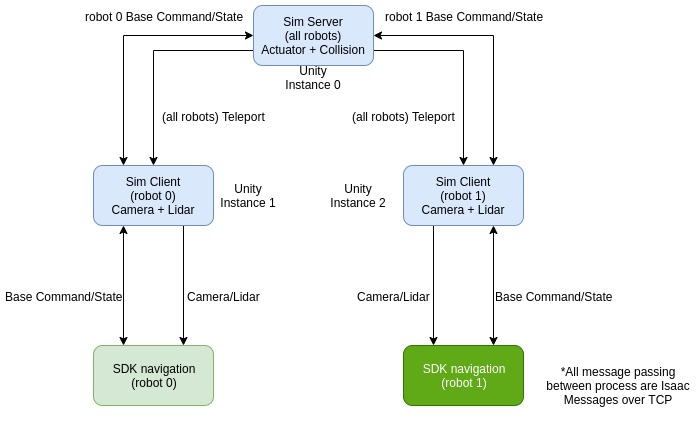 robot 0 Base Command/State
Sim Server
(all robots)
Actuator + Collision
robot 1 Base Command/State
Unity
Instance 0
(all robots) Teleport
(all robots) Teleport
Sim Client
(robot 0)
Camera + Lidar
Unity
Instance 1
Unity
Instance 2
Sim Client
(robot 1)
Camera + Lidar
Base Command/State
Camera/Lidar
Camera/Lidar
Base Command/State
SDK navigation
(robot 0)
SDK navigation
(robot 1)
*All message passing
between process are Isaac
Messages over TCP